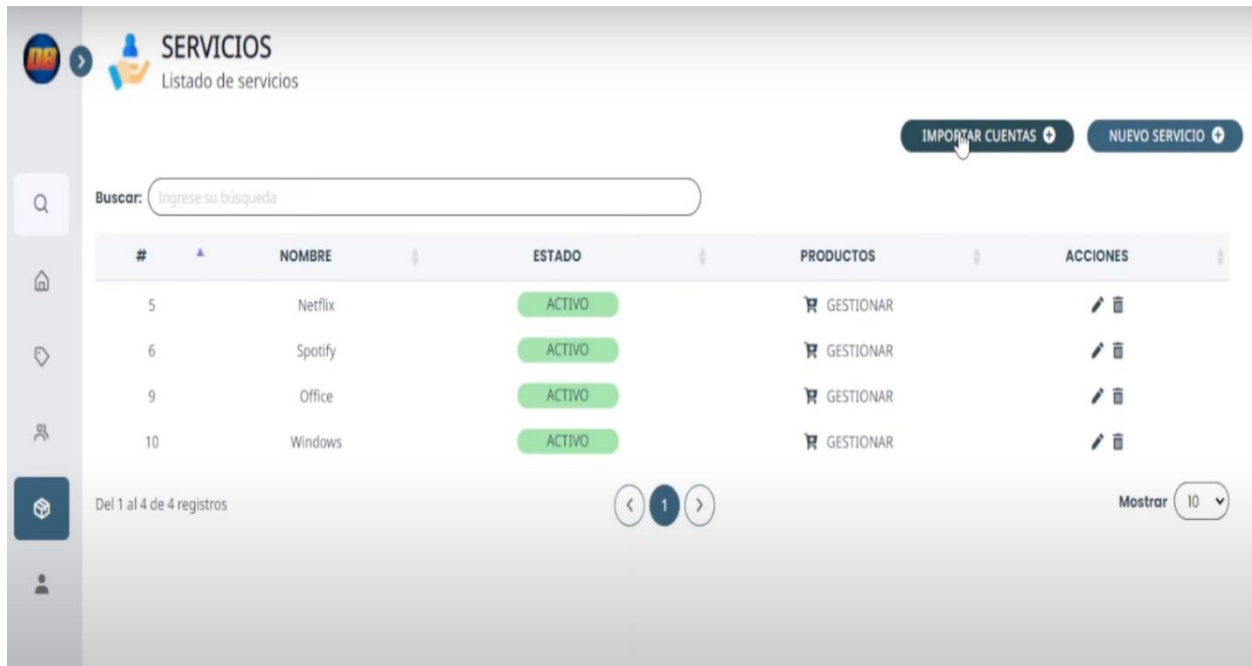 DB
SERVICIOS
Listado de servicios
IMPORTAR CUENTAS NUEVO SERVICIO
Buscar: Ingrese su búsqueda
# NOMBRE ESTADO PRODUCTOS ACCIONES
5 Netflix ACTIVO GESTIONAR
6 Spotify ACTIVO GESTIONAR
9 Office ACTIVO GESTIONAR
10 Windows ACTIVO GESTIONAR
Del 1 al 4 de 4 registros 1 Mostrar 10